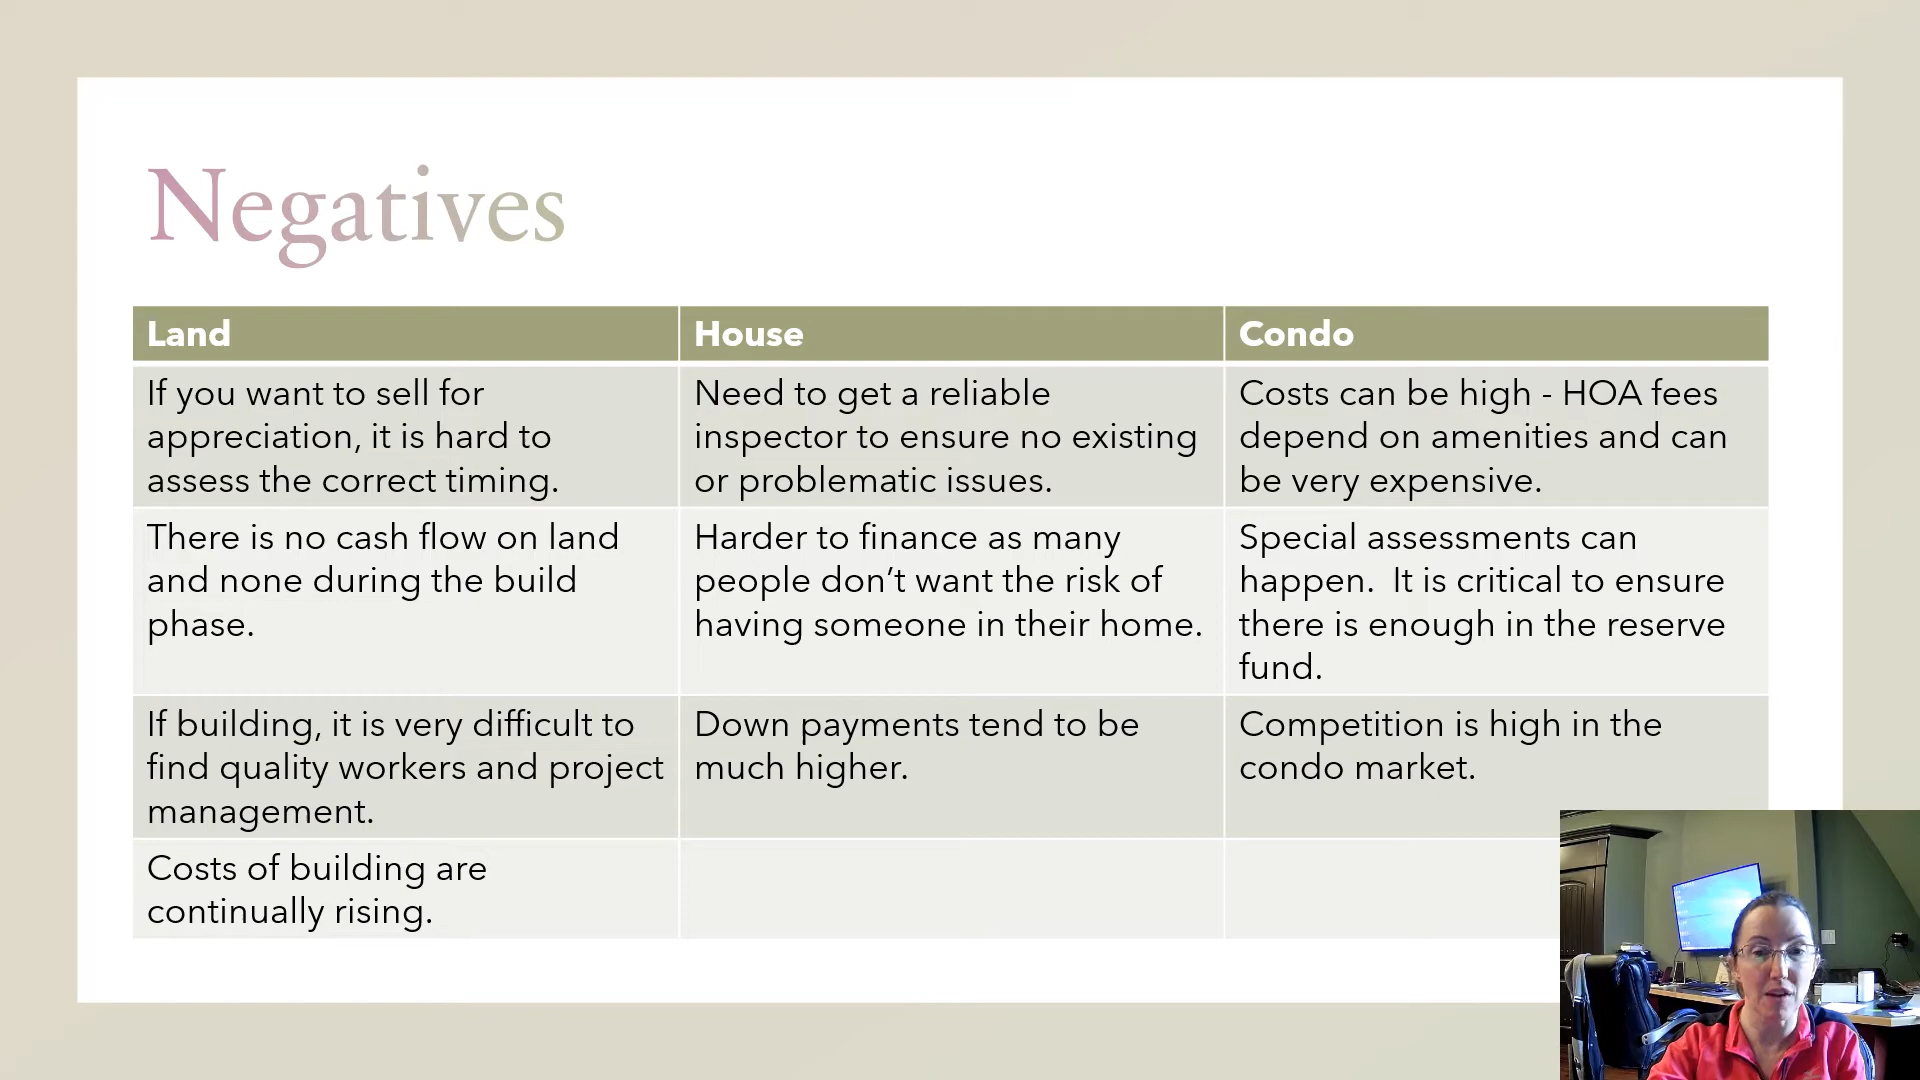 Negatives
Land
House
Condo
If you want to sell for
appreciation, it is hard to
assess the correct timing.
Need to get a reliable
inspector to ensure no existing
or problematic issues.
Costs can be high - HOA fees
depend on amenities and can
be very expensive.
There is no cash flow on land
and none during the build
phase.
Harder to finance as many
people don’t want the risk of
having someone in their home.
Special assessments can
happen.  It is critical to ensure
there is enough in the reserve
fund.
If building, it is very difficult to
find quality workers and project
management.
Down payments tend to be
much higher.
Competition is high in the
condo market.
Costs of building are
continually rising.